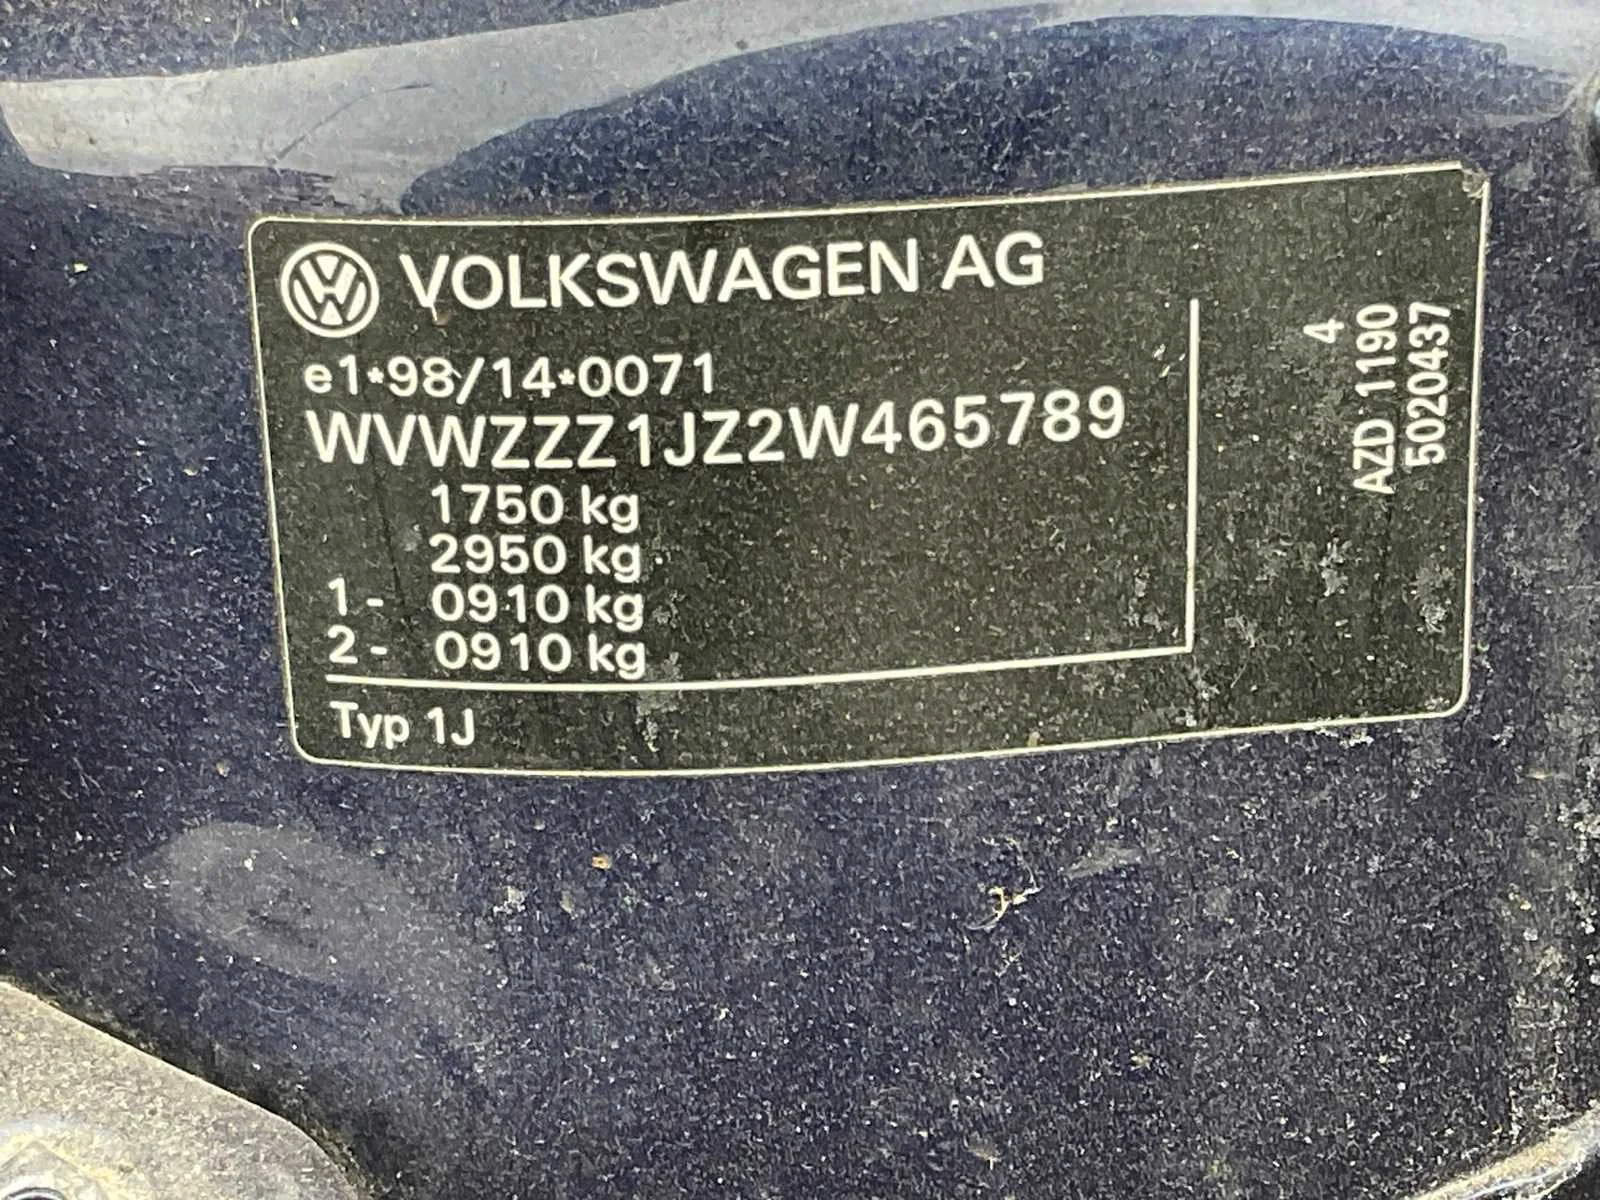 VOLKSWAGEN AG
e1*98/14*0071
WVWZZZ1JZ2W465789
1750 kg
2950 kg
1- 0910 kg
2- 0910 kg
Typ 1J
4
AZD 1190
5020437